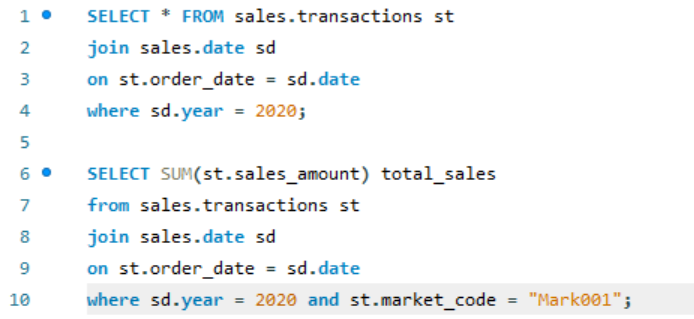 1 SELECT * FROM sales.transactions st
2 join sales.date sd
3 on st.order_date = sd.date
4 where sd.year = 2020;
5
6 SELECT SUM(st.sales_amount) total_sales
7 from sales.transactions st
8 join sales.date sd
9 on st.order_date = sd.date
10 where sd.year = 2020 and st.market_code = "Mark001";